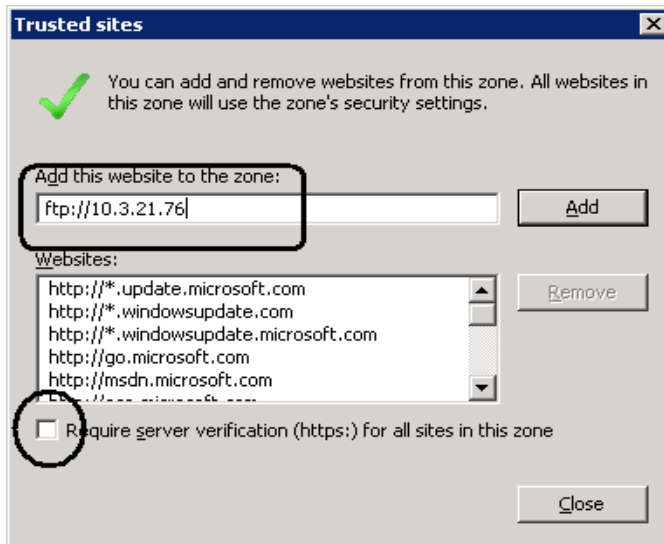 Trusted sites
You can add and remove websites from this zone. All websites in
this zone will use the zone's security settings.
Add this website to the zone:
ftp://10.3.21.76
Add
Websites:
http://*.update.microsoft.com
http://*.windowsupdate.com
http://*.windowsupdate.microsoft.com
http://go.microsoft.com
http://msdn.microsoft.com
Remove
Require server verification (https:) for all sites in this zone
Close